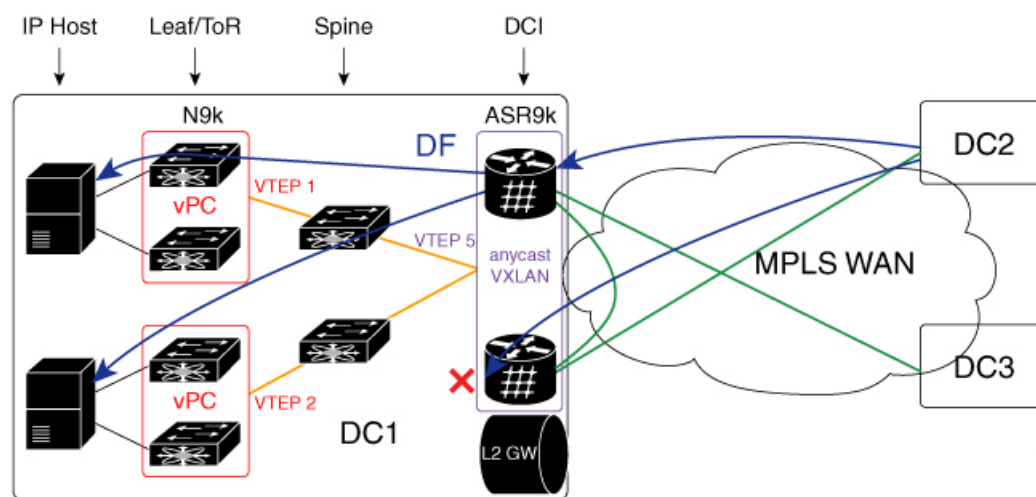 IP Host
Leaf/ToR
Spine
DCI
N9k
ASR9k
DF
DC2
VTEP 1
vPC
VTEP 5
anycast
VXLAN
MPLS WAN
vPC
VTEP 2
DC3
DC1
L2 GW